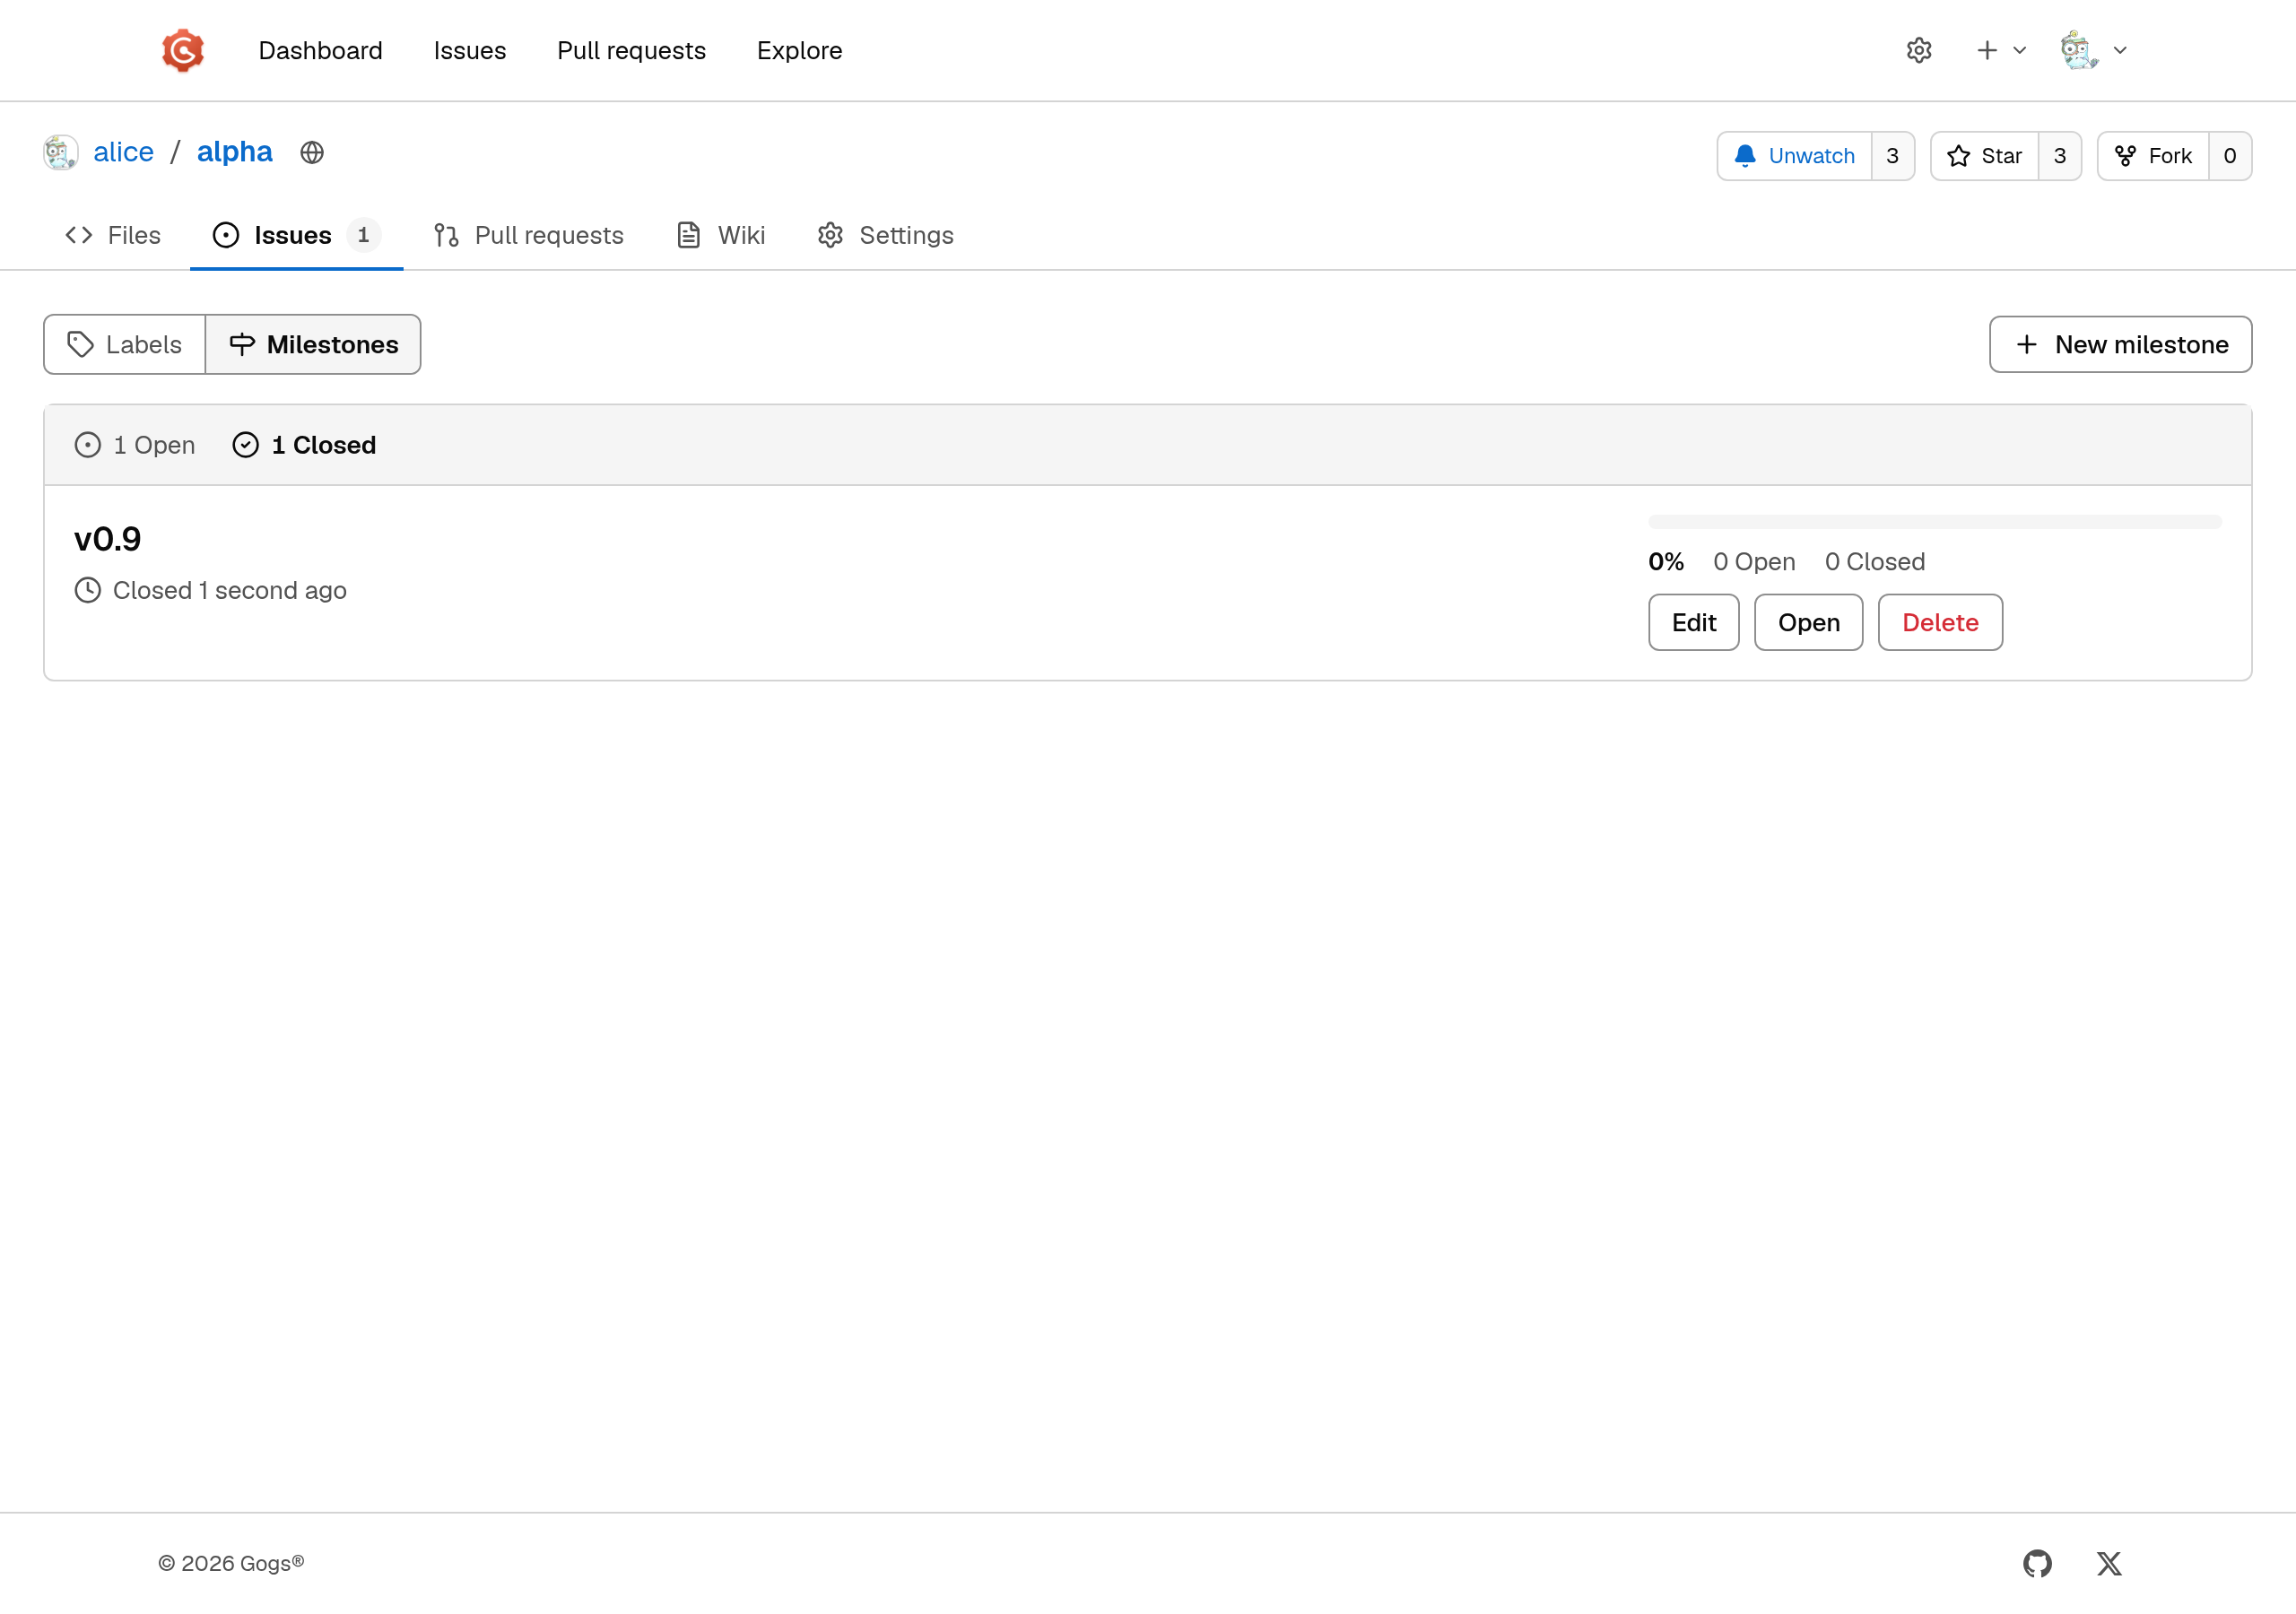 Dashboard Issues Pull requests Explore
alice / alpha
Unwatch 3 Star 3 Fork 0
Files Issues 1 Pull requests Wiki Settings
Labels Milestones
New milestone
1 Open 1 Closed
v0.9
Closed 1 second ago
0% 0 Open 0 Closed
Edit Open Delete
© 2026 Gogs®